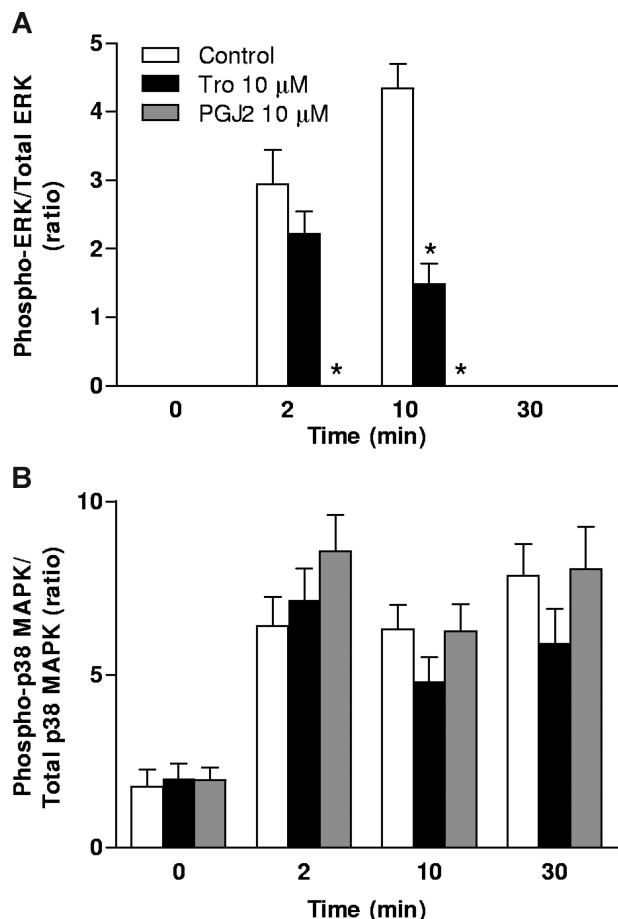 A
Phospho-ERK/Total ERK
(ratio)
5
4
3
2
1
0
Control
Tro 10 μM
PGJ2 10 μM
*
*
*
0 2 10 30
Time (min)
B
Phospho-p38 MAPK/
Total p38 MAPK (ratio)
10
5
0
0 2 10 30
Time (min)